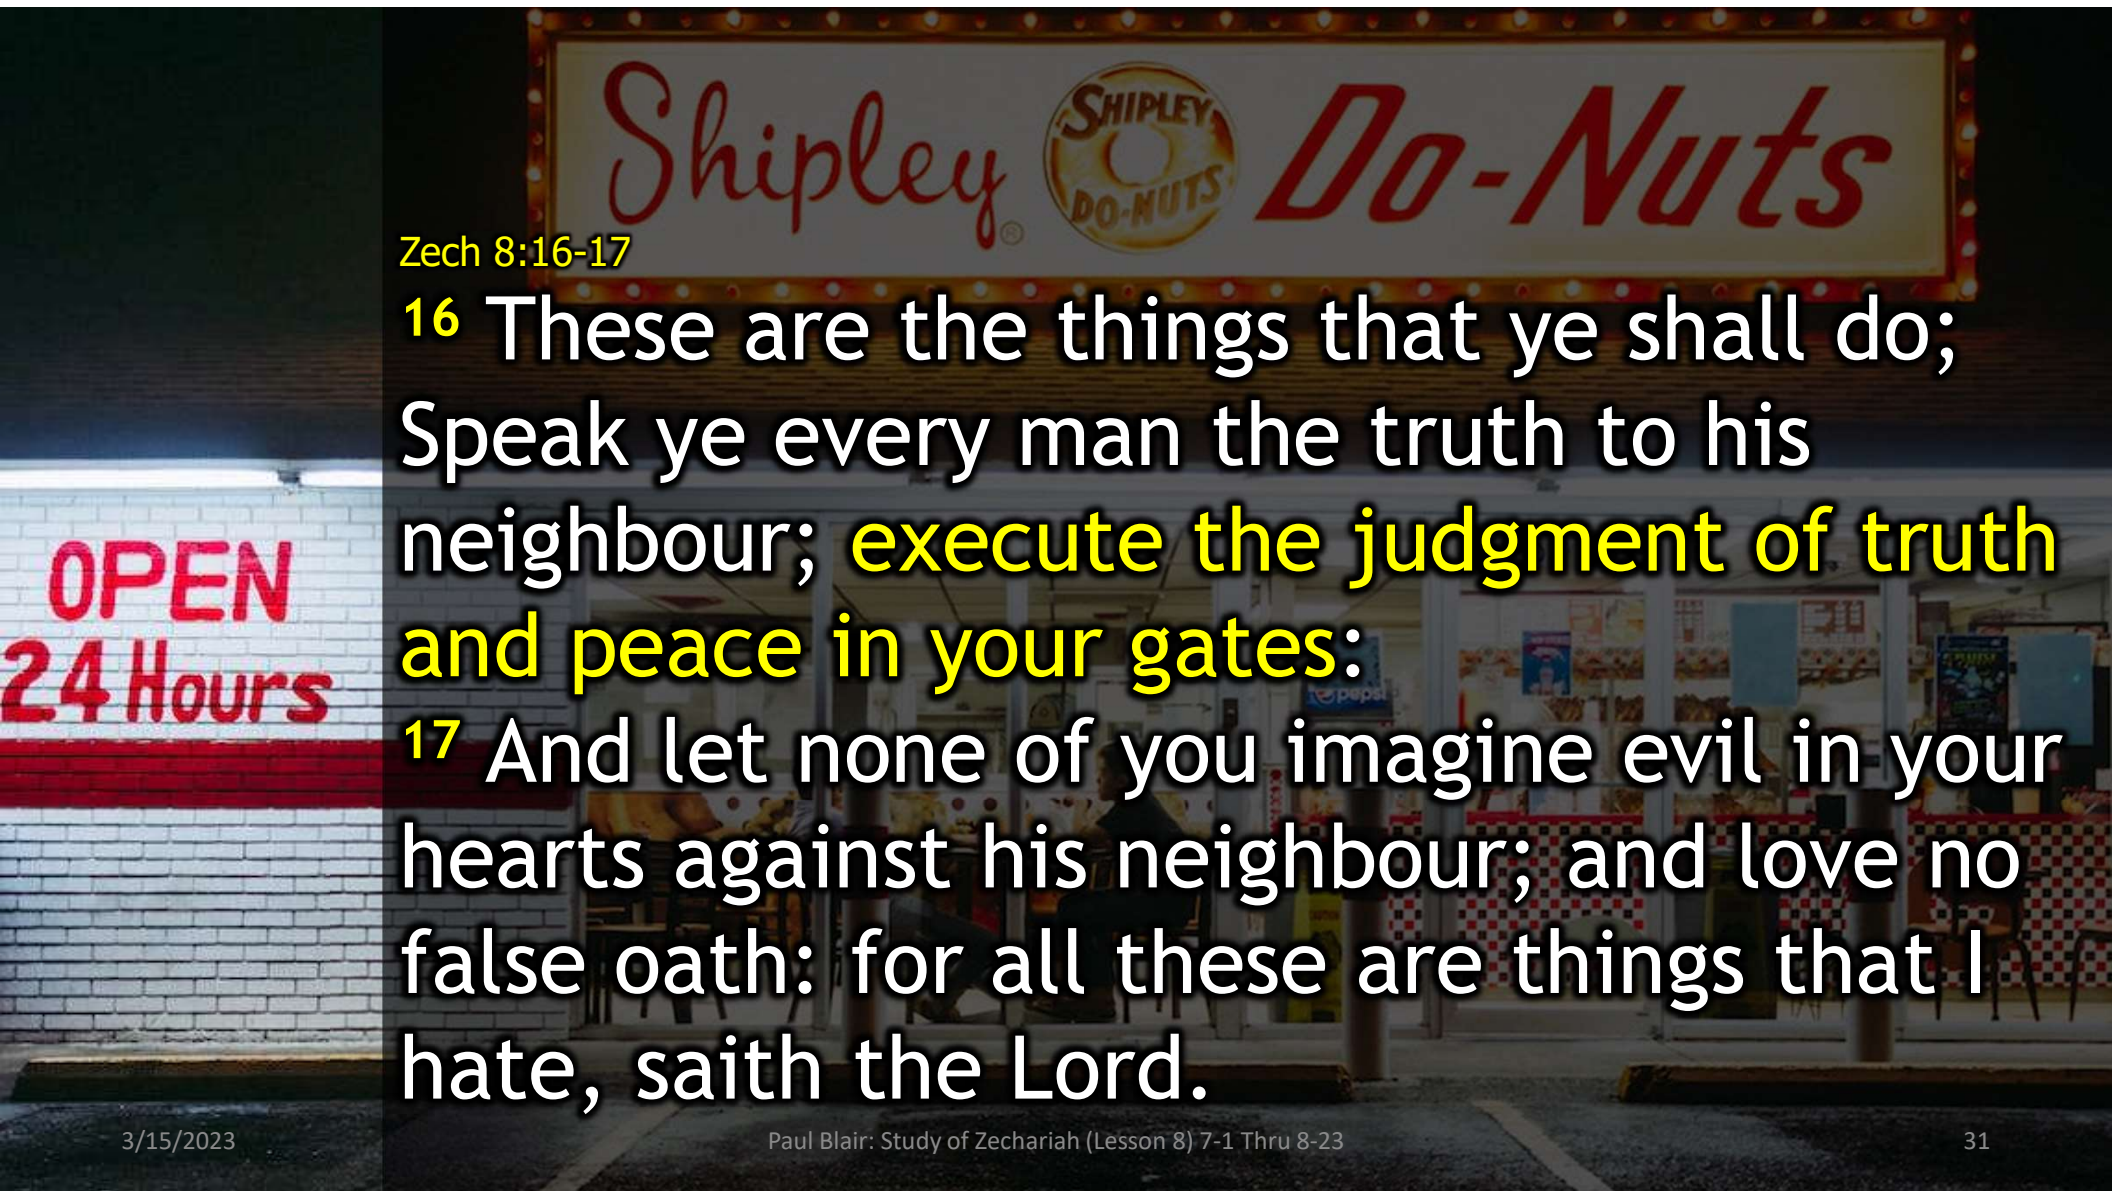 Shipley ® SHIPLEY DO-NUTS Do-Nuts
Zech 8:16-17
16 These are the things that ye shall do;
Speak ye every man the truth to his
neighbour; execute the judgment of truth
and peace in your gates:
OPEN
24 Hours
pepsi
17 And let none of you imagine evil in your
hearts against his neighbour; and love no
false oath: for all these are things that I
hate, saith the Lord.
3/15/2023
Paul Blair: Study of Zechariah (Lesson 8) 7-1 Thru 8-23
31